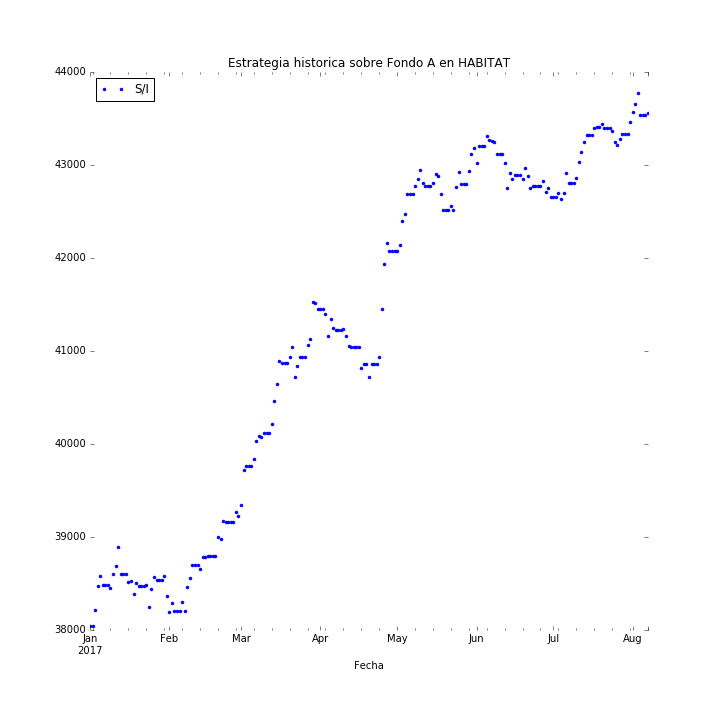 Estrategia historica sobre Fondo A en HABITAT
S/I
44000
43000
42000
41000
40000
39000
38000
Jan Feb Mar Apr May Jun Jul Aug
2017
Fecha